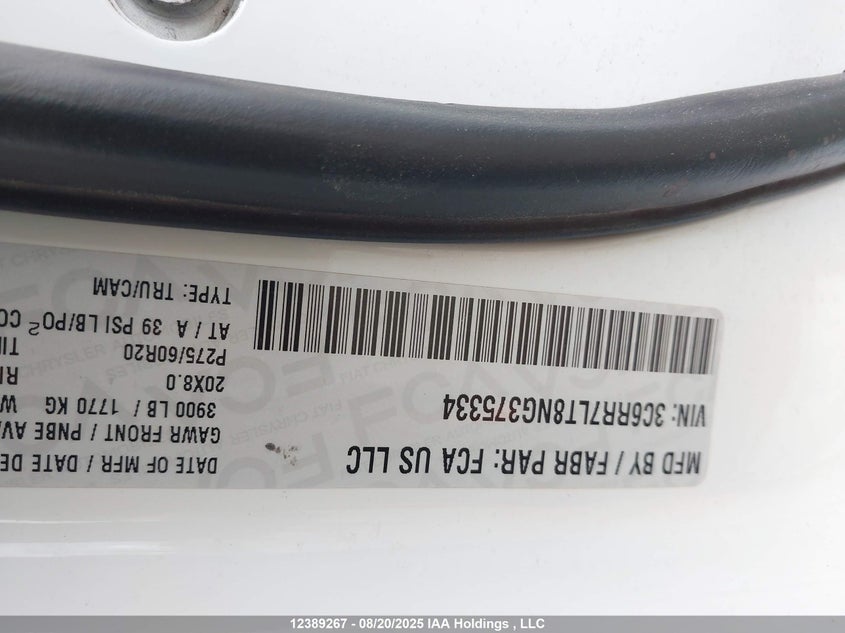 MFD BY / FABR PAR: FCA US LLC
DATE OF MFR / DATE DE
VIN: 3C6RR7LT8NG375334
GAWR FRONT / PNBE AVA
3900 LB / 1770 KG W
20X8.0
P275/60R20
AT / A 39 PSI LB/PO² CO
TYPE: TRU/CAM
12389267 - 08/20/2025 IAA Holdings , LLC